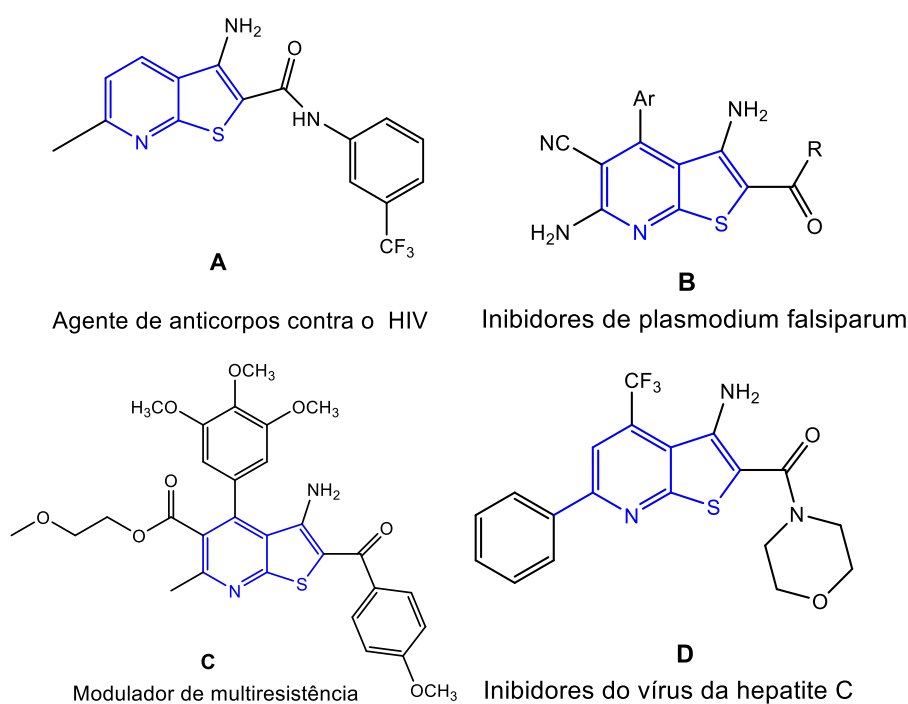 NH₂
O
N
S
HN
CF₃
A
Agente de anticorpos contra o HIV
Ar
NH₂
NC
R
H₂N
N
S
O
B
Inibidores de plasmodium falsiparum
OCH₃
H₃CO
OCH₃
O
NH₂
O
O
O
N
S
OCH₃
C
Modulador de multiresistência
CF₃
NH₂
O
N
S
N
O
D
Inibidores do vírus da hepatite C